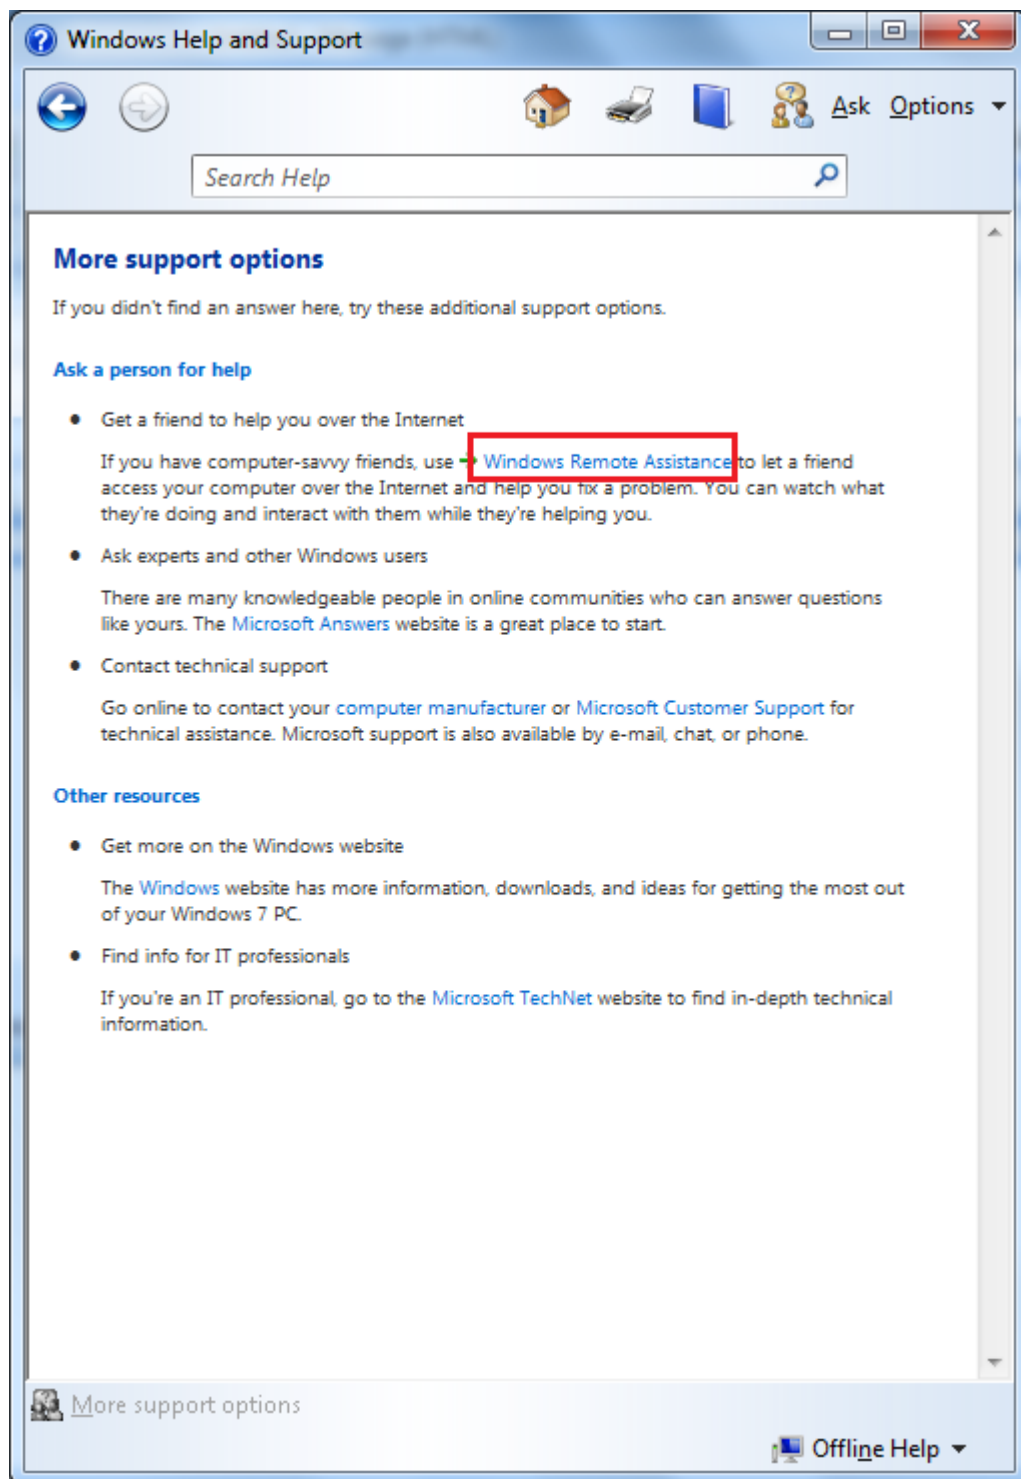 Windows Help and Support
Ask Options
Search Help
More support options
If you didn't find an answer here, try these additional support options.
Ask a person for help
• Get a friend to help you over the Internet
If you have computer-savvy friends, use Windows Remote Assistance to let a friend
access your computer over the Internet and help you fix a problem. You can watch what
they're doing and interact with them while they're helping you.
• Ask experts and other Windows users
There are many knowledgeable people in online communities who can answer questions
like yours. The Microsoft Answers website is a great place to start.
• Contact technical support
Go online to contact your computer manufacturer or Microsoft Customer Support for
technical assistance. Microsoft support is also available by e-mail, chat, or phone.
Other resources
• Get more on the Windows website
The Windows website has more information, downloads, and ideas for getting the most out
of your Windows 7 PC.
• Find info for IT professionals
If you're an IT professional, go to the Microsoft TechNet website to find in-depth technical
information.
More support options
Offline Help